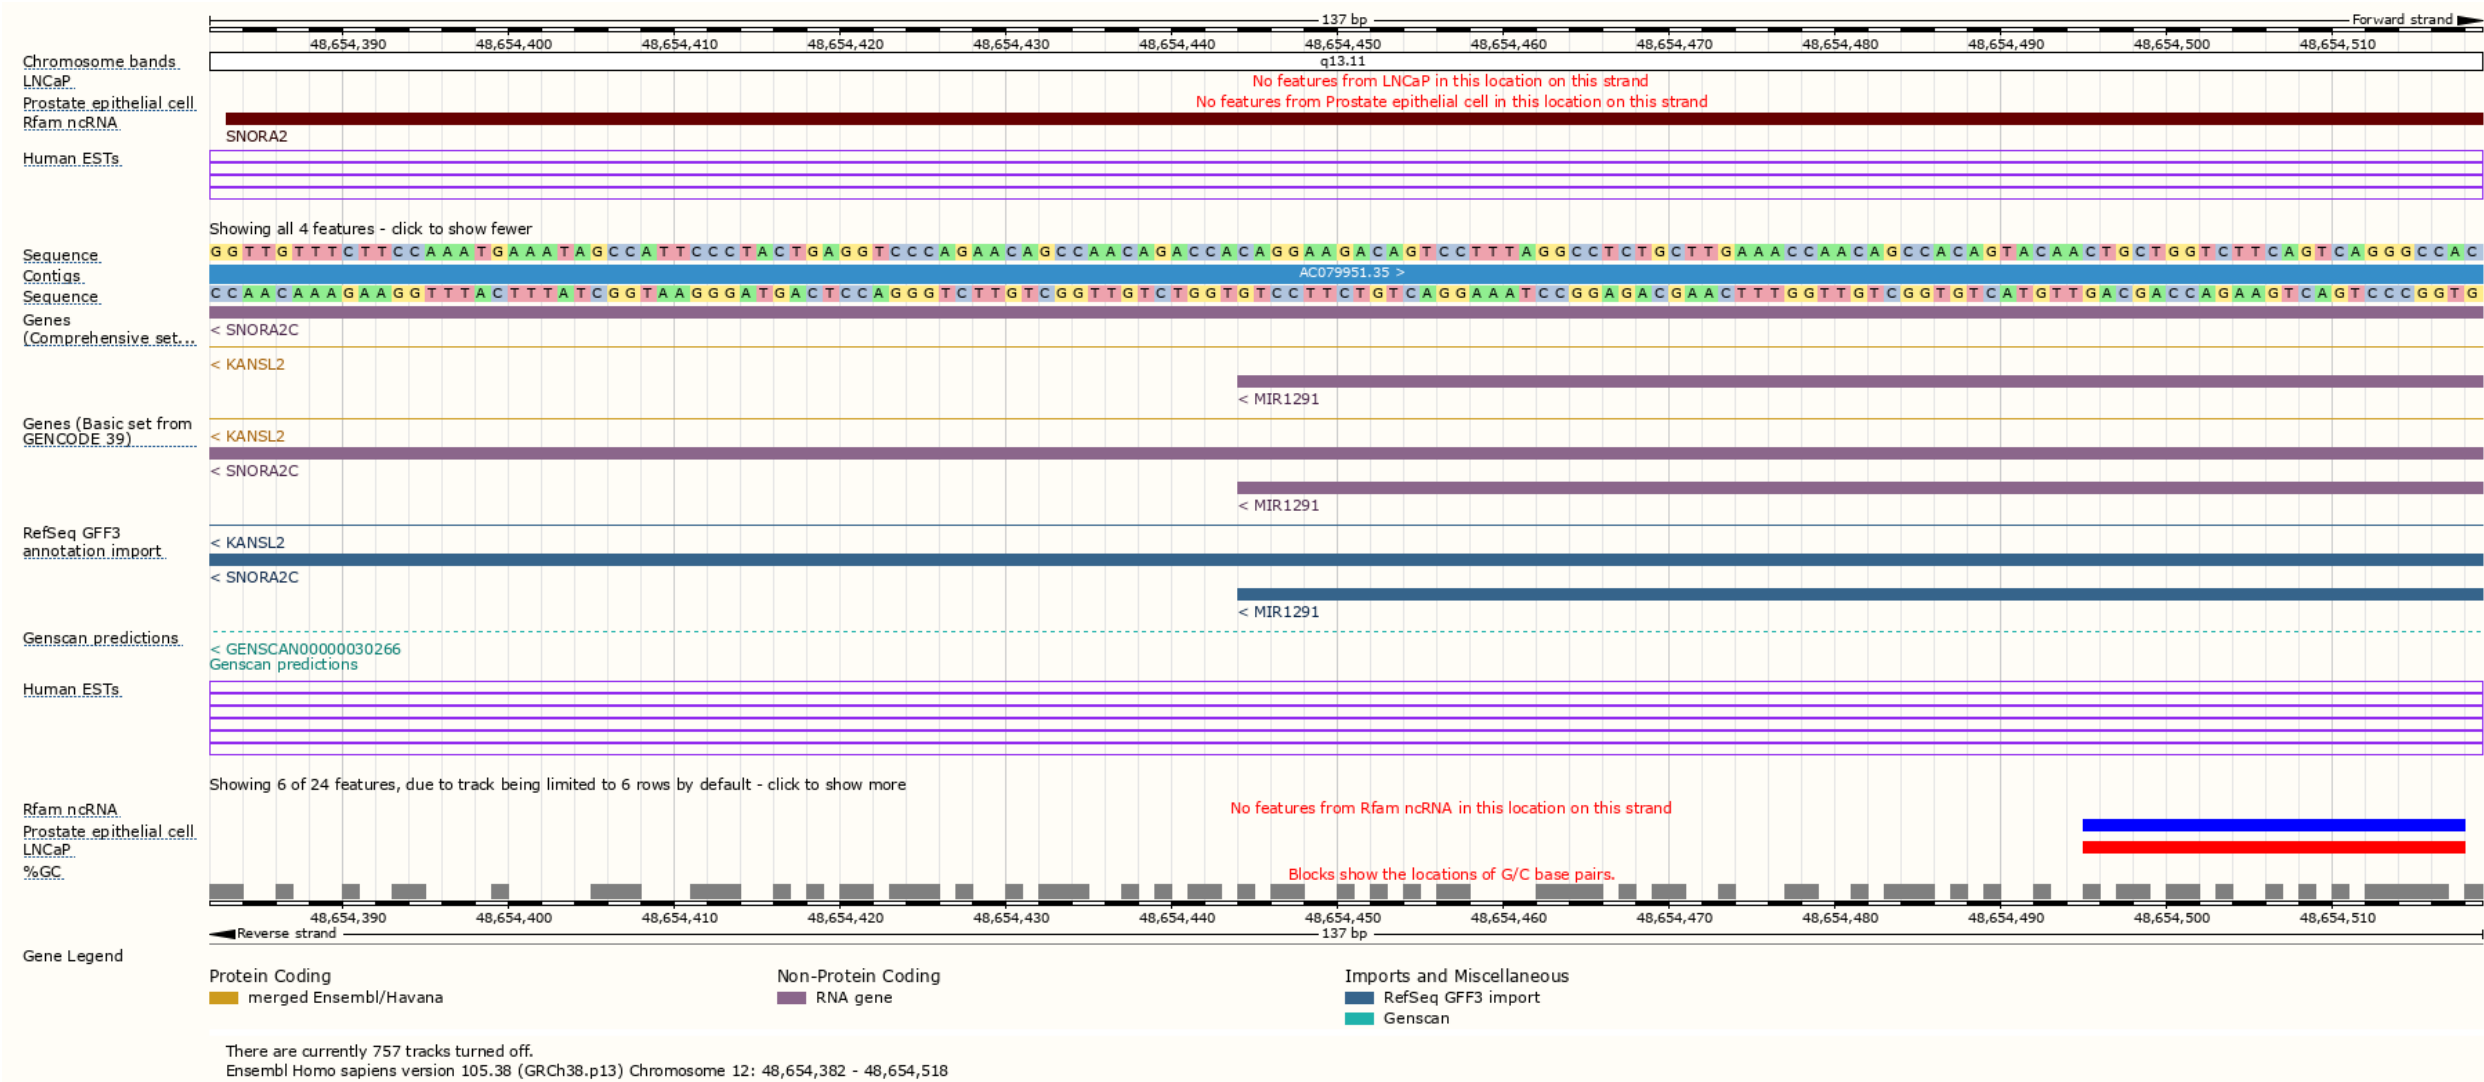 137 bp Forward strand
48,654,390 48,654,400 48,654,410 48,654,420 48,654,430 48,654,440 48,654,450 48,654,460 48,654,470 48,654,480 48,654,490 48,654,500 48,654,510
Chromosome bands q13.11
LNCaP No features from LNCaP in this location on this strand
Prostate epithelial cell No features from Prostate epithelial cell in this location on this strand
Rfam ncRNA
SNORA2
Human ESTs
Showing all 4 features - click to show fewer
Sequence GGTTGTTTCTTCCAAATGAAATAGCCATTCCCTACTGAGGTCCCAGAACAGCCAACAGACCACAGGAAGACAGTCCTTTAGGCCTCTGCTTGAAACCAACAGCCACAGTACAACTGCTGGTCTTCAGTCAGGGCCAC
Contigs AC079951.35 >
Sequence CCAACAAAGAAGGTTTACTTTATCGGTAAGGGATGACTCCAGGGTCTTGTCGGTTGTCTGGTGTCCTTCTGTCAGGAAATCCGGAGACGAACTTTGGTTGTCGGTGTCATGTTGACGACCAGAAGTCAGTCCCGGTG
Genes
(Comprehensive set...
< SNORA2C
< KANSL2
< MIR1291
Genes (Basic set from
GENCODE 39)
< KANSL2
< SNORA2C
< MIR1291
RefSeq GFF3
annotation import
< KANSL2
< SNORA2C
< MIR1291
Genscan predictions
< GENSCAN00000030266
Genscan predictions
Human ESTs
Showing 6 of 24 features, due to track being limited to 6 rows by default - click to show more
Rfam ncRNA No features from Rfam ncRNA in this location on this strand
Prostate epithelial cell
LNCaP
%GC Blocks show the locations of G/C base pairs.
48,654,390 48,654,400 48,654,410 48,654,420 48,654,430 48,654,440 48,654,450 48,654,460 48,654,470 48,654,480 48,654,490 48,654,500 48,654,510
Reverse strand 137 bp
Gene Legend
Protein Coding Non-Protein Coding Imports and Miscellaneous
merged Ensembl/Havana RNA gene RefSeq GFF3 import
Genscan
There are currently 757 tracks turned off.
Ensembl Homo sapiens version 105.38 (GRCh38.p13) Chromosome 12: 48,654,382 - 48,654,518